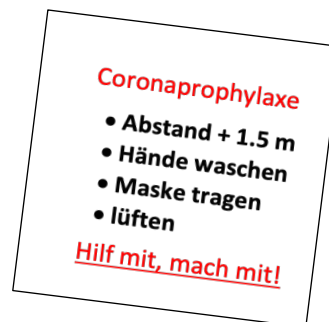 Coronaprophylaxe
• Abstand + 1.5 m
• Hände waschen
• Maske tragen
• lüften
Hilf mit, mach mit!